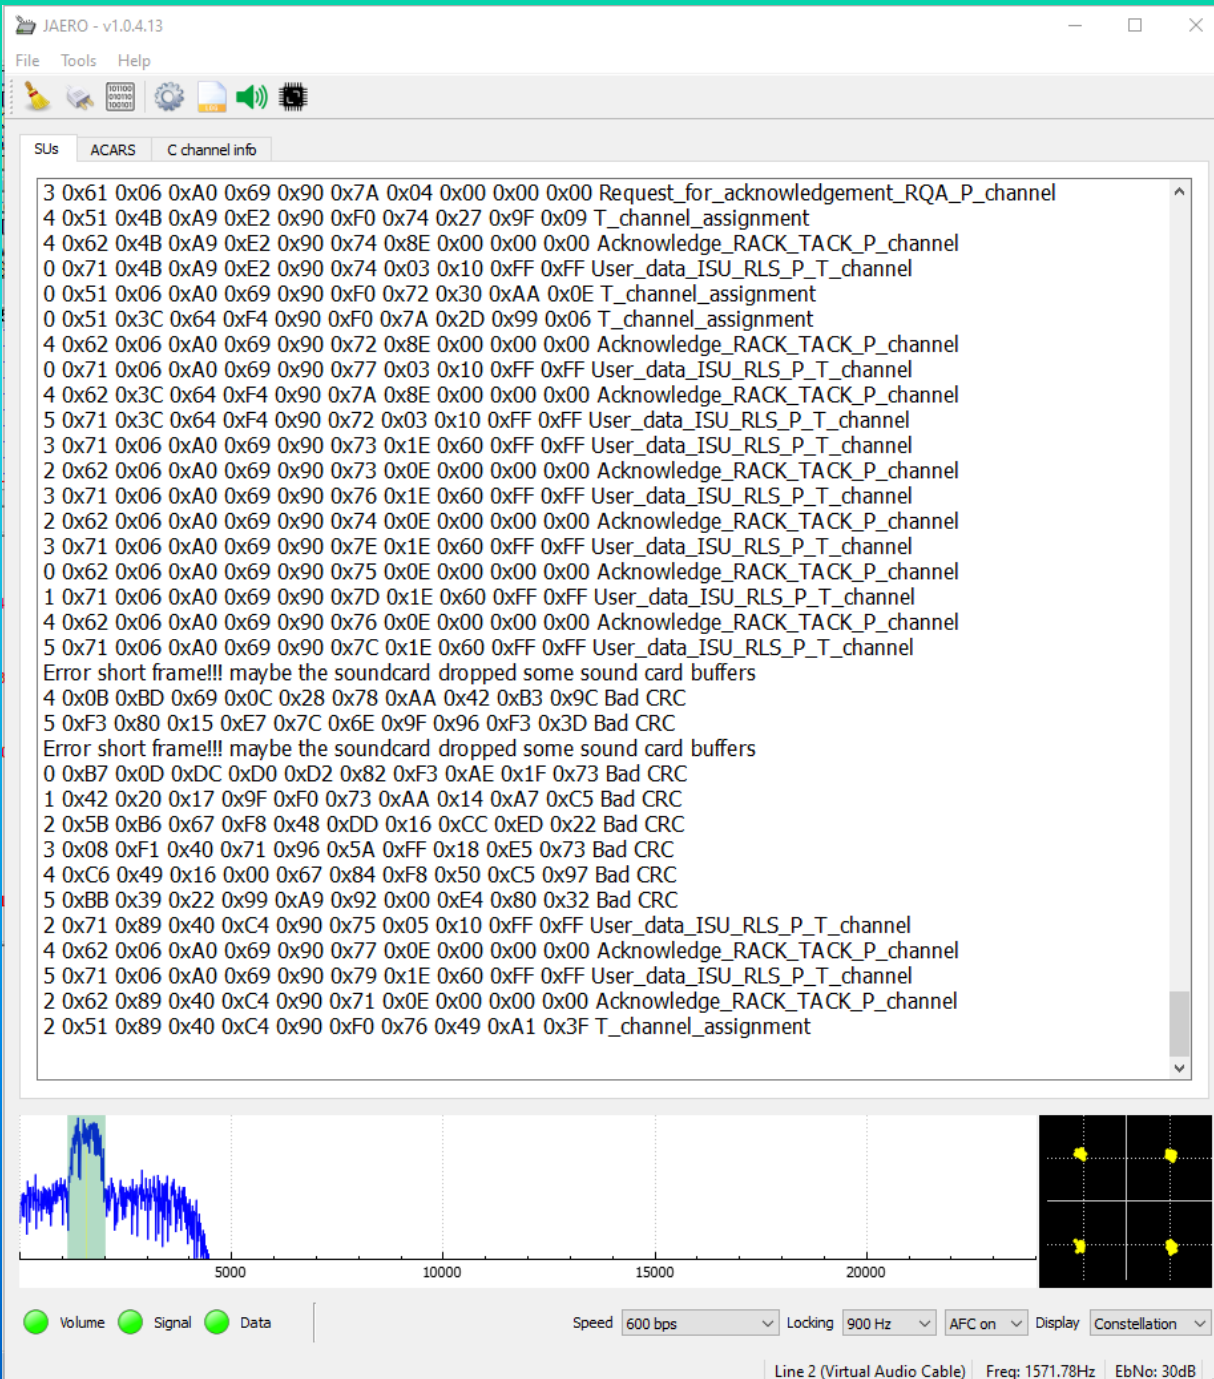 JAERO - v1.0.4.13
File Tools Help
SUs ACARS C channel info
3 0x61 0x06 0xA0 0x69 0x90 0x7A 0x04 0x00 0x00 0x00 Request_for_acknowledgement_RQA_P_channel
4 0x51 0x4B 0xA9 0xE2 0x90 0xF0 0x74 0x27 0x9F 0x09 T_channel_assignment
4 0x62 0x4B 0xA9 0xE2 0x90 0x74 0x8E 0x00 0x00 0x00 Acknowledge_RACK_TACK_P_channel
0 0x71 0x4B 0xA9 0xE2 0x90 0x74 0x03 0x10 0xFF 0xFF User_data_ISU_RLS_P_T_channel
0 0x51 0x06 0xA0 0x69 0x90 0xF0 0x72 0x30 0xAA 0x0E T_channel_assignment
0 0x51 0x3C 0x64 0xF4 0x90 0xF0 0x7A 0x2D 0x99 0x06 T_channel_assignment
4 0x62 0x06 0xA0 0x69 0x90 0x72 0x8E 0x00 0x00 0x00 Acknowledge_RACK_TACK_P_channel
0 0x71 0x06 0xA0 0x69 0x90 0x77 0x03 0x10 0xFF 0xFF User_data_ISU_RLS_P_T_channel
4 0x62 0x3C 0x64 0xF4 0x90 0x7A 0x8E 0x00 0x00 0x00 Acknowledge_RACK_TACK_P_channel
5 0x71 0x3C 0x64 0xF4 0x90 0x72 0x03 0x10 0xFF 0xFF User_data_ISU_RLS_P_T_channel
3 0x71 0x06 0xA0 0x69 0x90 0x73 0x1E 0x60 0xFF 0xFF User_data_ISU_RLS_P_T_channel
2 0x62 0x06 0xA0 0x69 0x90 0x73 0x0E 0x00 0x00 0x00 Acknowledge_RACK_TACK_P_channel
3 0x71 0x06 0xA0 0x69 0x90 0x76 0x1E 0x60 0xFF 0xFF User_data_ISU_RLS_P_T_channel
2 0x62 0x06 0xA0 0x69 0x90 0x74 0x0E 0x00 0x00 0x00 Acknowledge_RACK_TACK_P_channel
3 0x71 0x06 0xA0 0x69 0x90 0x7E 0x1E 0x60 0xFF 0xFF User_data_ISU_RLS_P_T_channel
0 0x62 0x06 0xA0 0x69 0x90 0x75 0x0E 0x00 0x00 0x00 Acknowledge_RACK_TACK_P_channel
1 0x71 0x06 0xA0 0x69 0x90 0x7D 0x1E 0x60 0xFF 0xFF User_data_ISU_RLS_P_T_channel
4 0x62 0x06 0xA0 0x69 0x90 0x76 0x0E 0x00 0x00 0x00 Acknowledge_RACK_TACK_P_channel
5 0x71 0x06 0xA0 0x69 0x90 0x7C 0x1E 0x60 0xFF 0xFF User_data_ISU_RLS_P_T_channel
Error short frame!!! maybe the soundcard dropped some sound card buffers
4 0x0B 0xBD 0x69 0x0C 0x28 0x78 0xAA 0x42 0xB3 0x9C Bad CRC
5 0xF3 0x80 0x15 0xE7 0x7C 0x6E 0x9F 0x96 0xF3 0x3D Bad CRC
Error short frame!!! maybe the soundcard dropped some sound card buffers
0 0xB7 0x0D 0xDC 0xD0 0xD2 0x82 0xF3 0xAE 0x1F 0x73 Bad CRC
1 0x42 0x20 0x17 0x9F 0xF0 0x73 0xAA 0x14 0xA7 0xC5 Bad CRC
2 0x5B 0xB6 0x67 0xF8 0x48 0xDD 0x16 0xCC 0xED 0x22 Bad CRC
3 0x08 0xF1 0x40 0x71 0x96 0x5A 0xFF 0x18 0xE5 0x73 Bad CRC
4 0xC6 0x49 0x16 0x00 0x67 0x84 0xF8 0x50 0xC5 0x97 Bad CRC
5 0xBB 0x39 0x22 0x99 0xA9 0x92 0x00 0xE4 0x80 0x32 Bad CRC
2 0x71 0x89 0x40 0xC4 0x90 0x75 0x05 0x10 0xFF 0xFF User_data_ISU_RLS_P_T_channel
4 0x62 0x06 0xA0 0x69 0x90 0x77 0x0E 0x00 0x00 0x00 Acknowledge_RACK_TACK_P_channel
5 0x71 0x06 0xA0 0x69 0x90 0x79 0x1E 0x60 0xFF 0xFF User_data_ISU_RLS_P_T_channel
2 0x62 0x89 0x40 0xC4 0x90 0x71 0x0E 0x00 0x00 0x00 Acknowledge_RACK_TACK_P_channel
2 0x51 0x89 0x40 0xC4 0x90 0xF0 0x76 0x49 0xA1 0x3F T_channel_assignment
5000 10000 15000 20000
Volume Signal Data Speed 600 bps Locking 900 Hz AFC on Display Constellation
Line 2 (Virtual Audio Cable) Freq: 1571.78Hz EbNo: 30dB